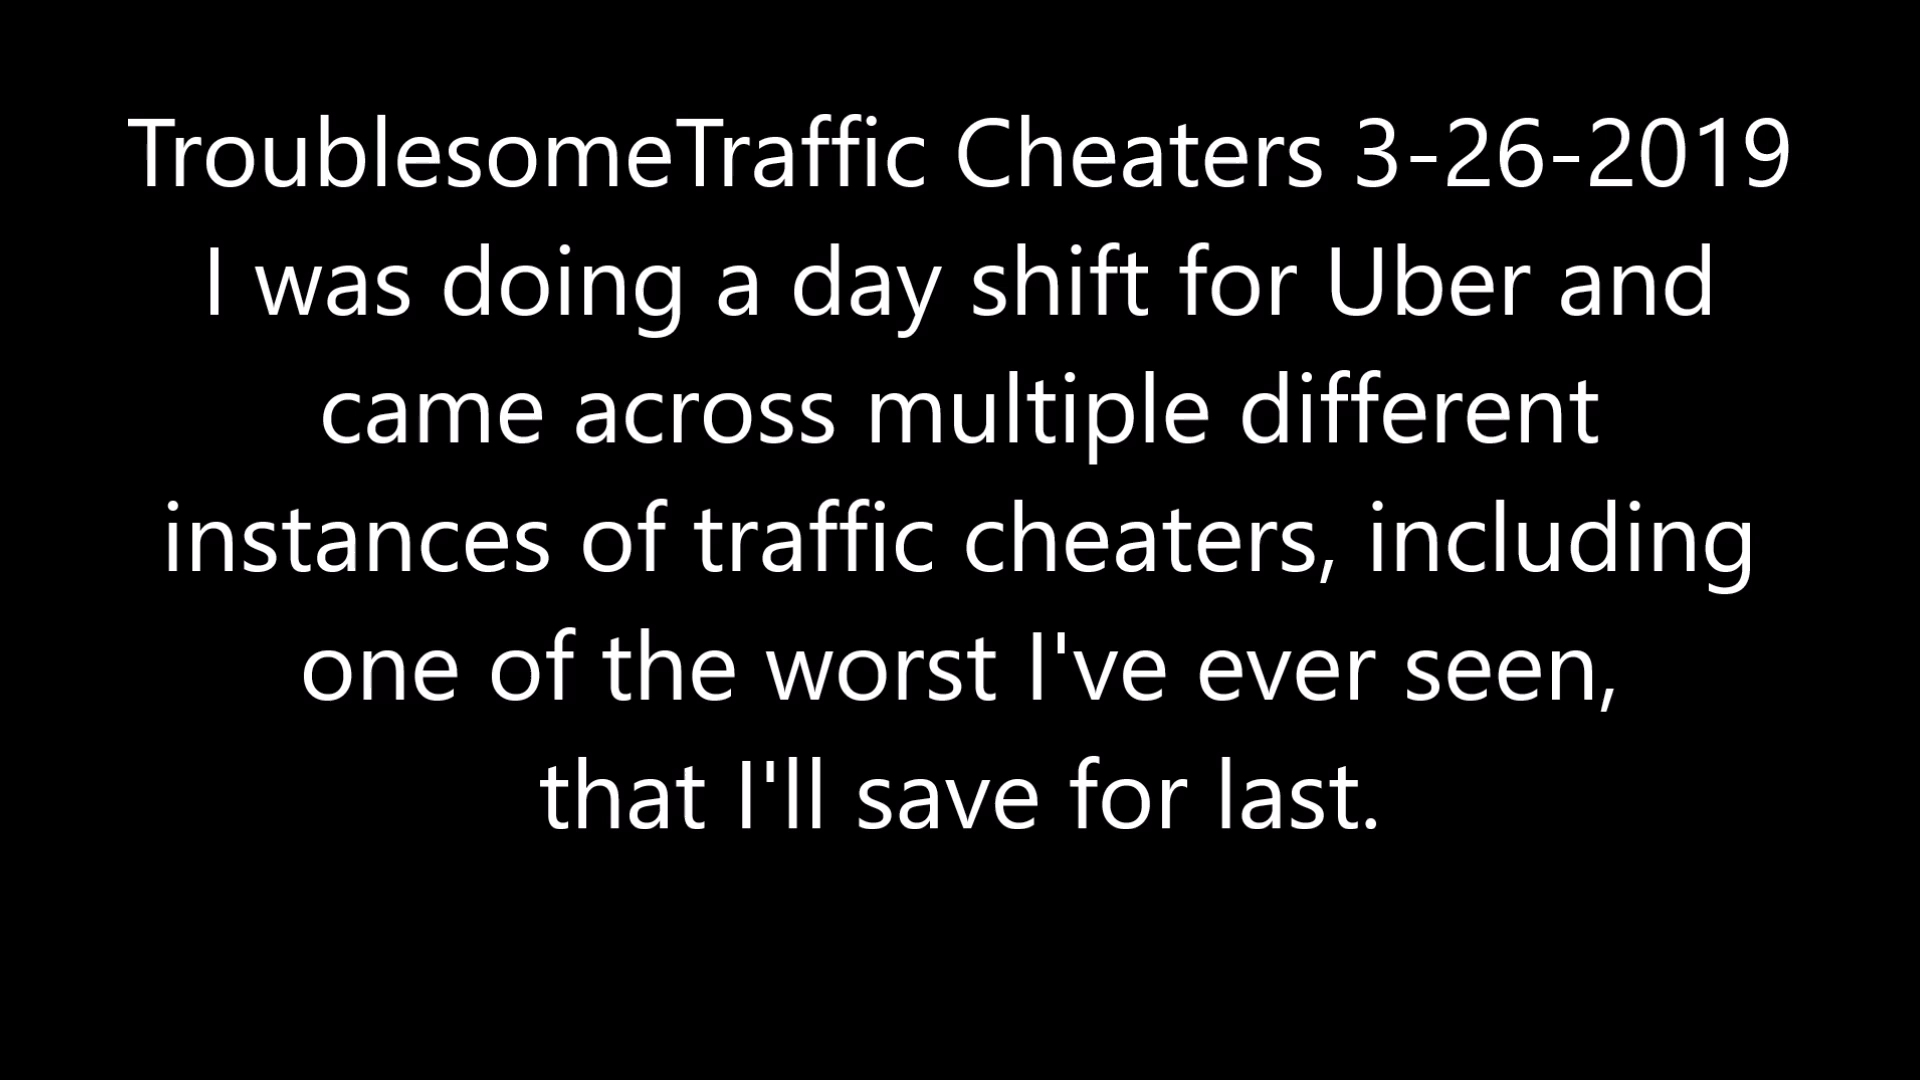 TroublesomeTraffic Cheaters 3-26-2019
I was doing a day shift for Uber and
came across multiple different
instances of traffic cheaters, including
one of the worst I've ever seen,
that I'll save for last.